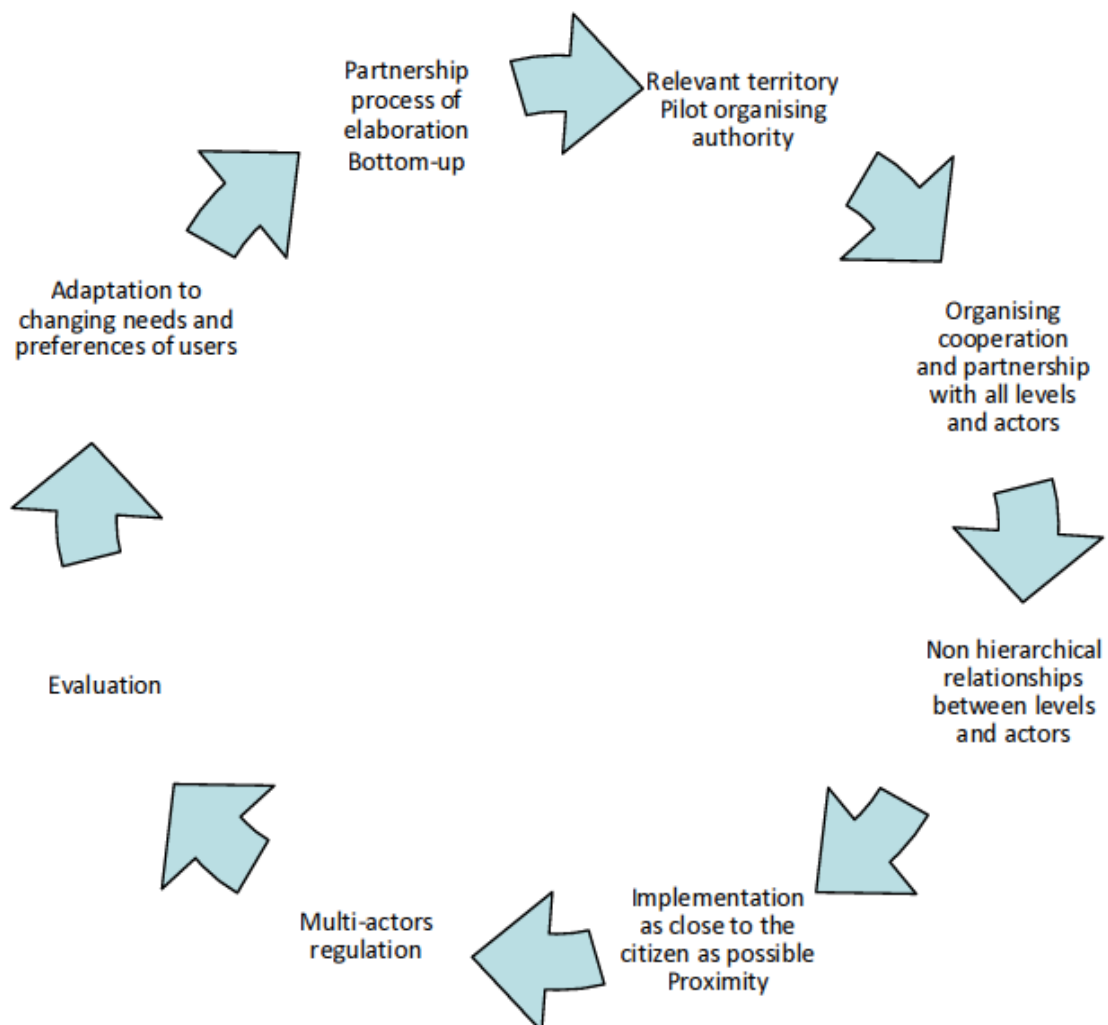 Partnership
process of
elaboration
Bottom-up
Relevant territory
Pilot organising
authority
Organising
cooperation
and partnership
with all levels
and actors
Non hierarchical
relationships
between levels
and actors
Implementation
as close to the
citizen as possible
Proximity
Multi-actors
regulation
Evaluation
Adaptation to
changing needs and
preferences of users